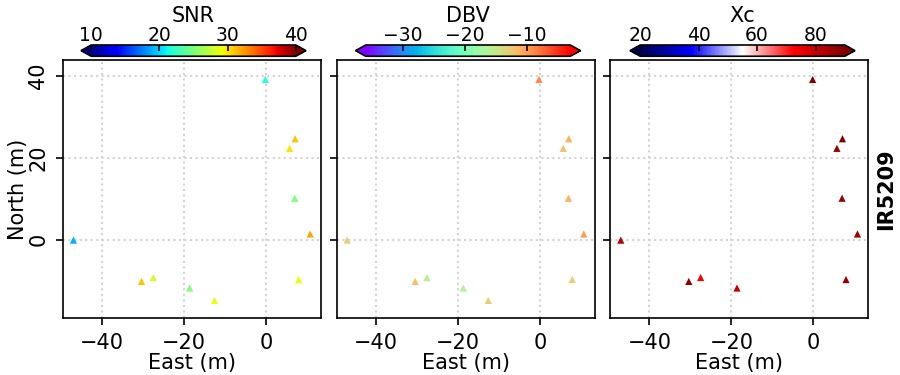 SNR DBV Xc
10 20 30 40 −30 −20 −10 20 40 60 80
40
20
0
North (m)
IR5209
−40 −20 0 −40 −20 0 −40 −20 0
East (m) East (m) East (m)